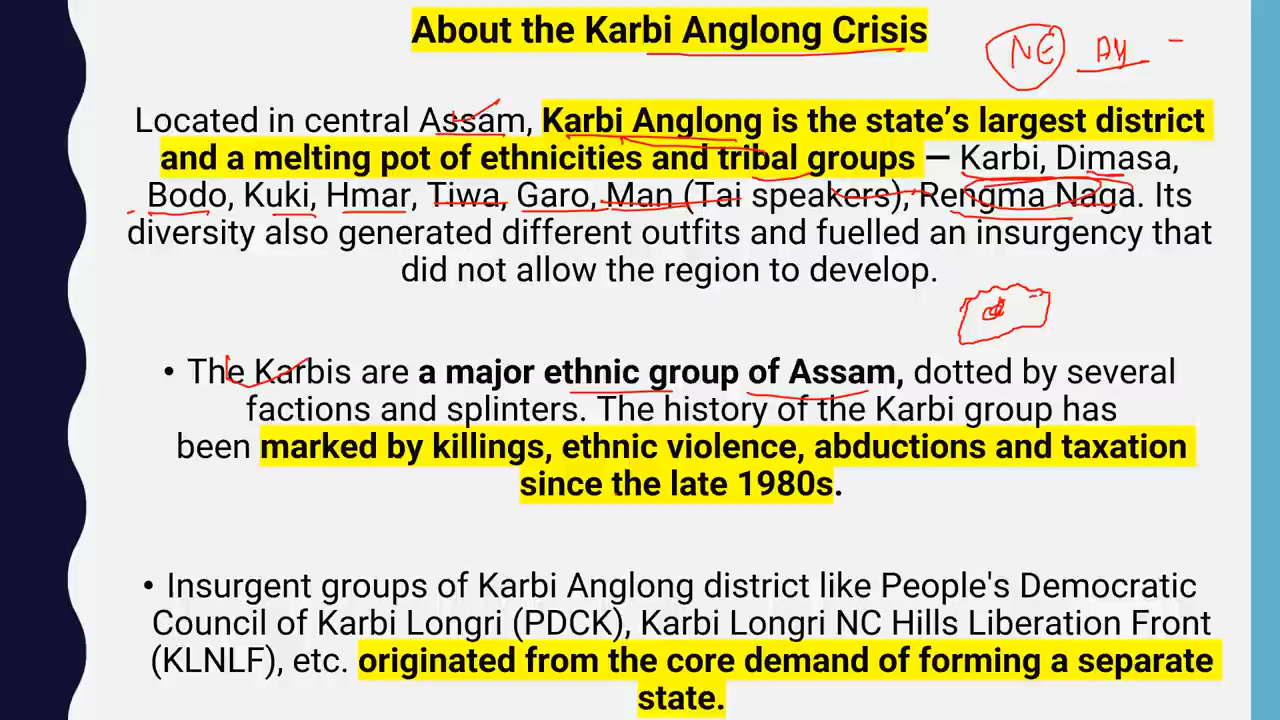 About the Karbi Anglong Crisis
NE
Located in central Assam, Karbi Anglong is the state’s largest district
and a melting pot of ethnicities and tribal groups — Karbi, Dimasa,
Bodo, Kuki, Hmar, Tiwa, Garo, Man (Tai speakers), Rengma Naga. Its
diversity also generated different outfits and fuelled an insurgency that
did not allow the region to develop.
• The Karbis are a major ethnic group of Assam, dotted by several
factions and splinters. The history of the Karbi group has
been marked by killings, ethnic violence, abductions and taxation
since the late 1980s.
• Insurgent groups of Karbi Anglong district like People's Democratic
Council of Karbi Longri (PDCK), Karbi Longri NC Hills Liberation Front
(KLNLF), etc. originated from the core demand of forming a separate
state.